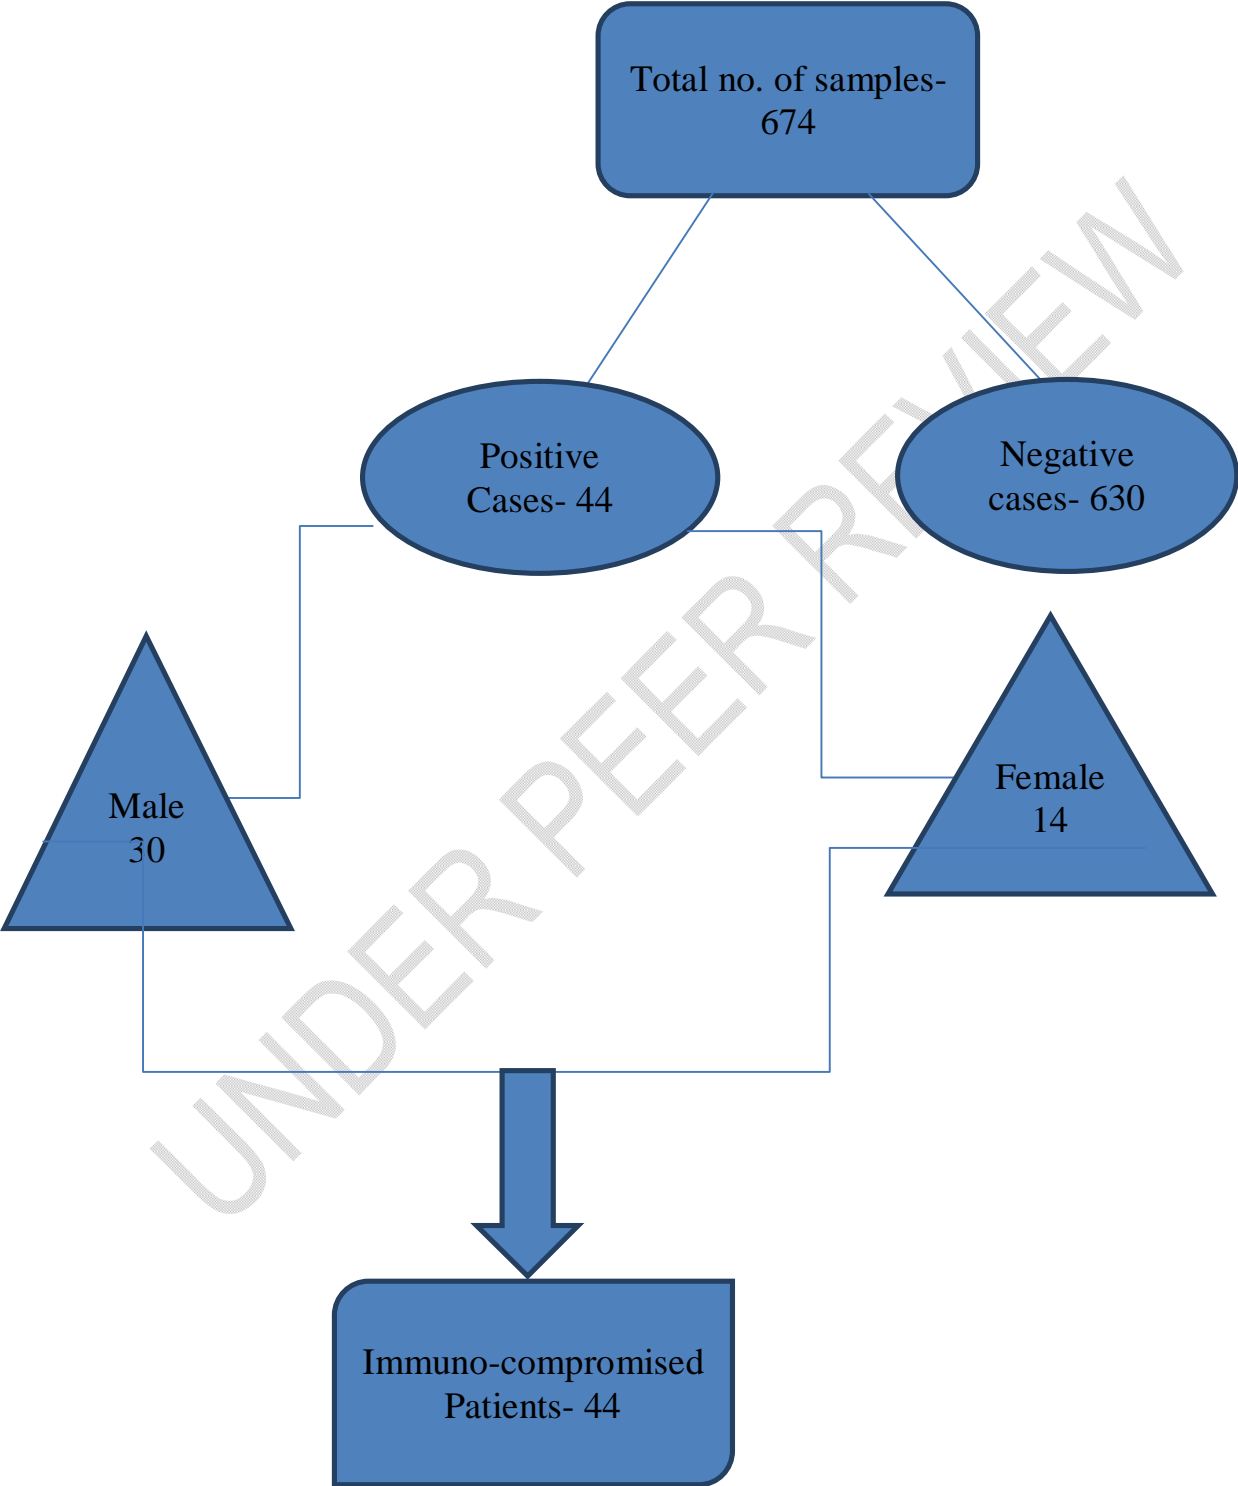 Total no. of samples-
674
Positive
Cases- 44
Negative
cases- 630
Male
30
Female
14
Immuno-compromised
Patients- 44
UNDER PEER REVIEW